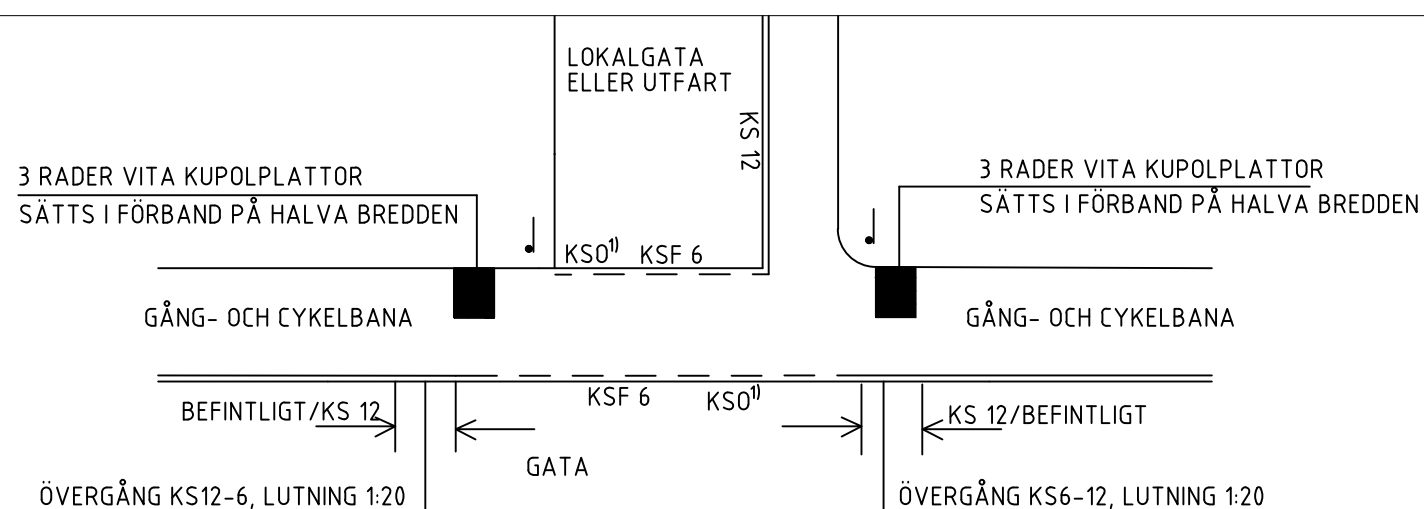 LOKALGATA
ELLER UTFART
KS 12
3 RADER VITA KUPOLPLATTOR
SÄTTS I FÖRBAND PÅ HALVA BREDDEN
3 RADER VITA KUPOLPLATTOR
SÄTTS I FÖRBAND PÅ HALVA BREDDEN
KS0¹⁾ KSF 6
GÅNG- OCH CYKELBANA
GÅNG- OCH CYKELBANA
KSF 6 KS0¹⁾
BEFINTLIGT/KS 12
KS 12/BEFINTLIGT
GATA
ÖVERGÅNG KS12-6, LUTNING 1:20
ÖVERGÅNG KS6-12, LUTNING 1:20